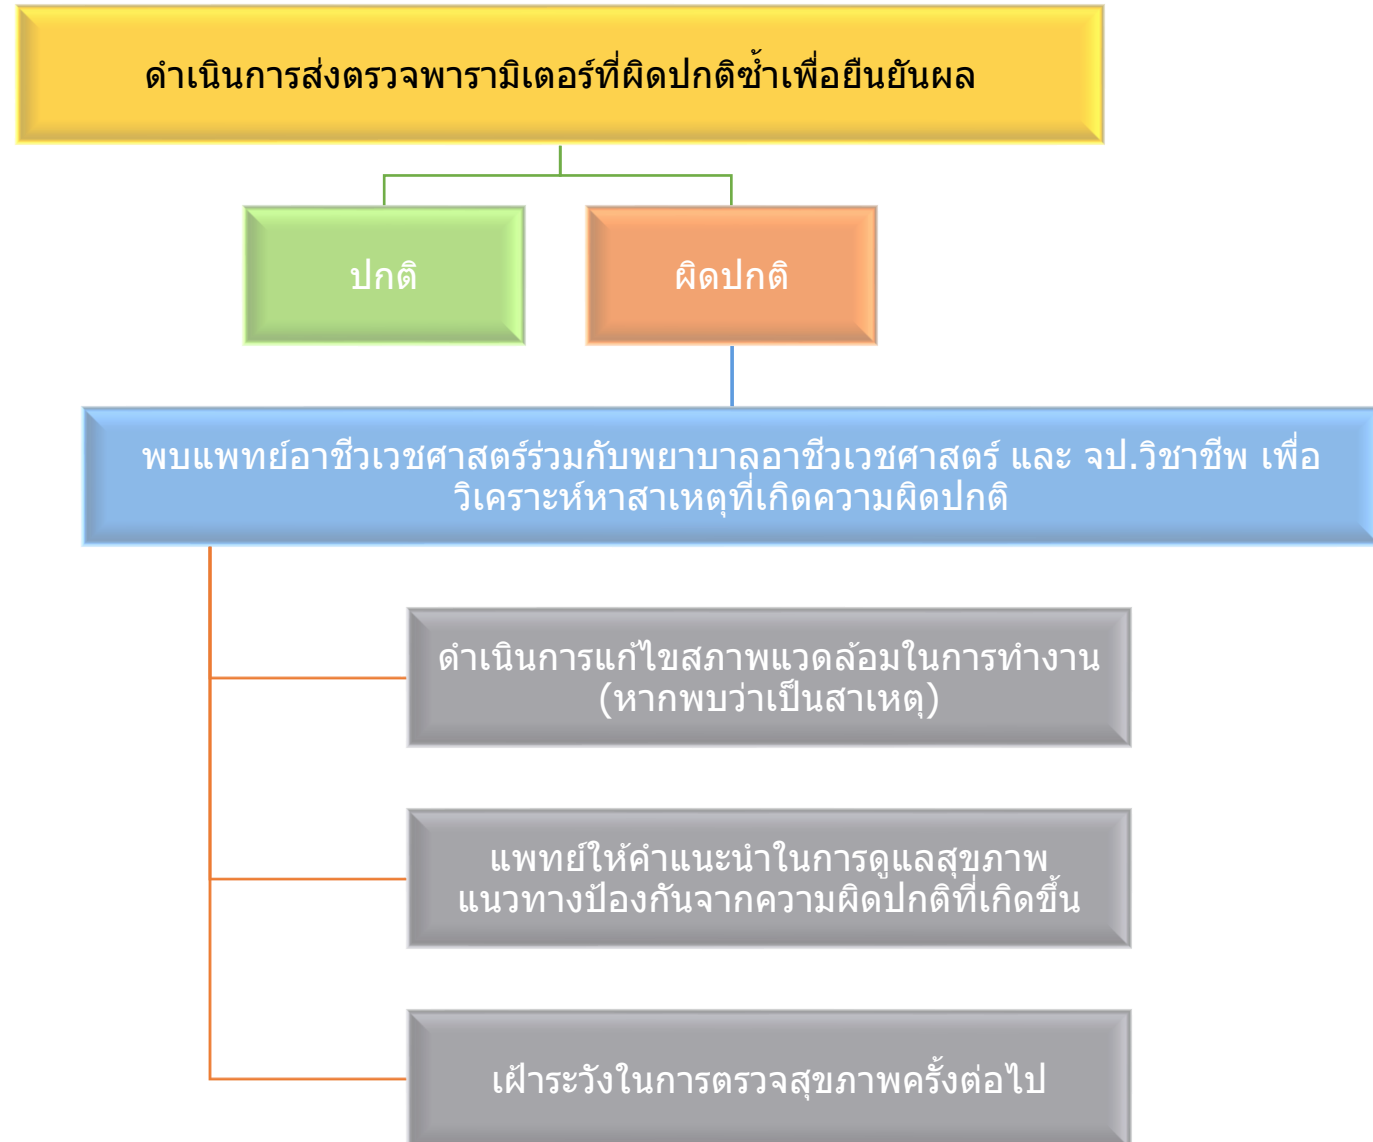 ดำเนินการส่งตรวจพารามิเตอร์ที่ผิดปกติซ้ำเพื่อยืนยันผล
ปกติ
ผิดปกติ
พบแพทย์อาชีวเวชศาสตร์ร่วมกับพยาบาลอาชีวเวชศาสตร์ และ จป.วิชาชีพ เพื่อ
วิเคราะห์หาสาเหตุที่เกิดความผิดปกติ
ดำเนินการแก้ไขสภาพแวดล้อมในการทำงาน
(หากพบว่าเป็นสาเหตุ)
แพทย์ให้คำแนะนำในการดูแลสุขภาพ
แนวทางป้องกันจากความผิดปกติที่เกิดขึ้น
เฝ้าระวังในการตรวจสุขภาพครั้งต่อไป